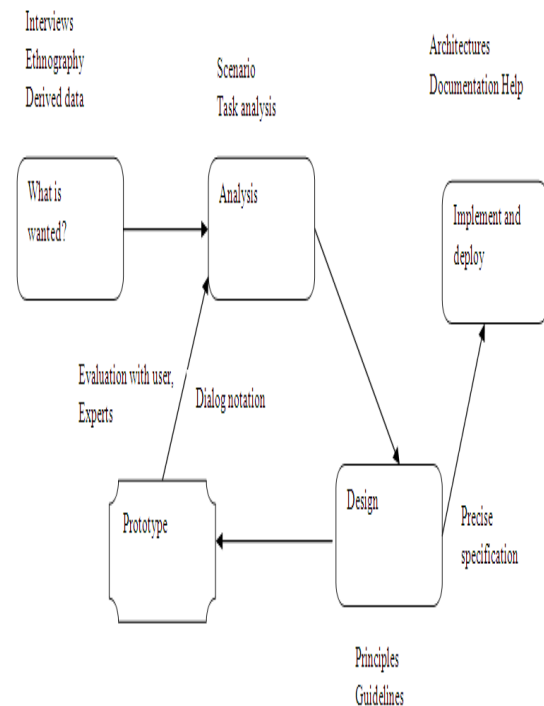 Interviews
Ethnography
Derived data
Scenario
Task analysis
Architectures
Documentation Help
What is
wanted?
Analysis
Implement and
deploy
Evaluation with user,
Experts
Dialog notation
Prototype
Design
Precise
specification
Principles
Guidelines